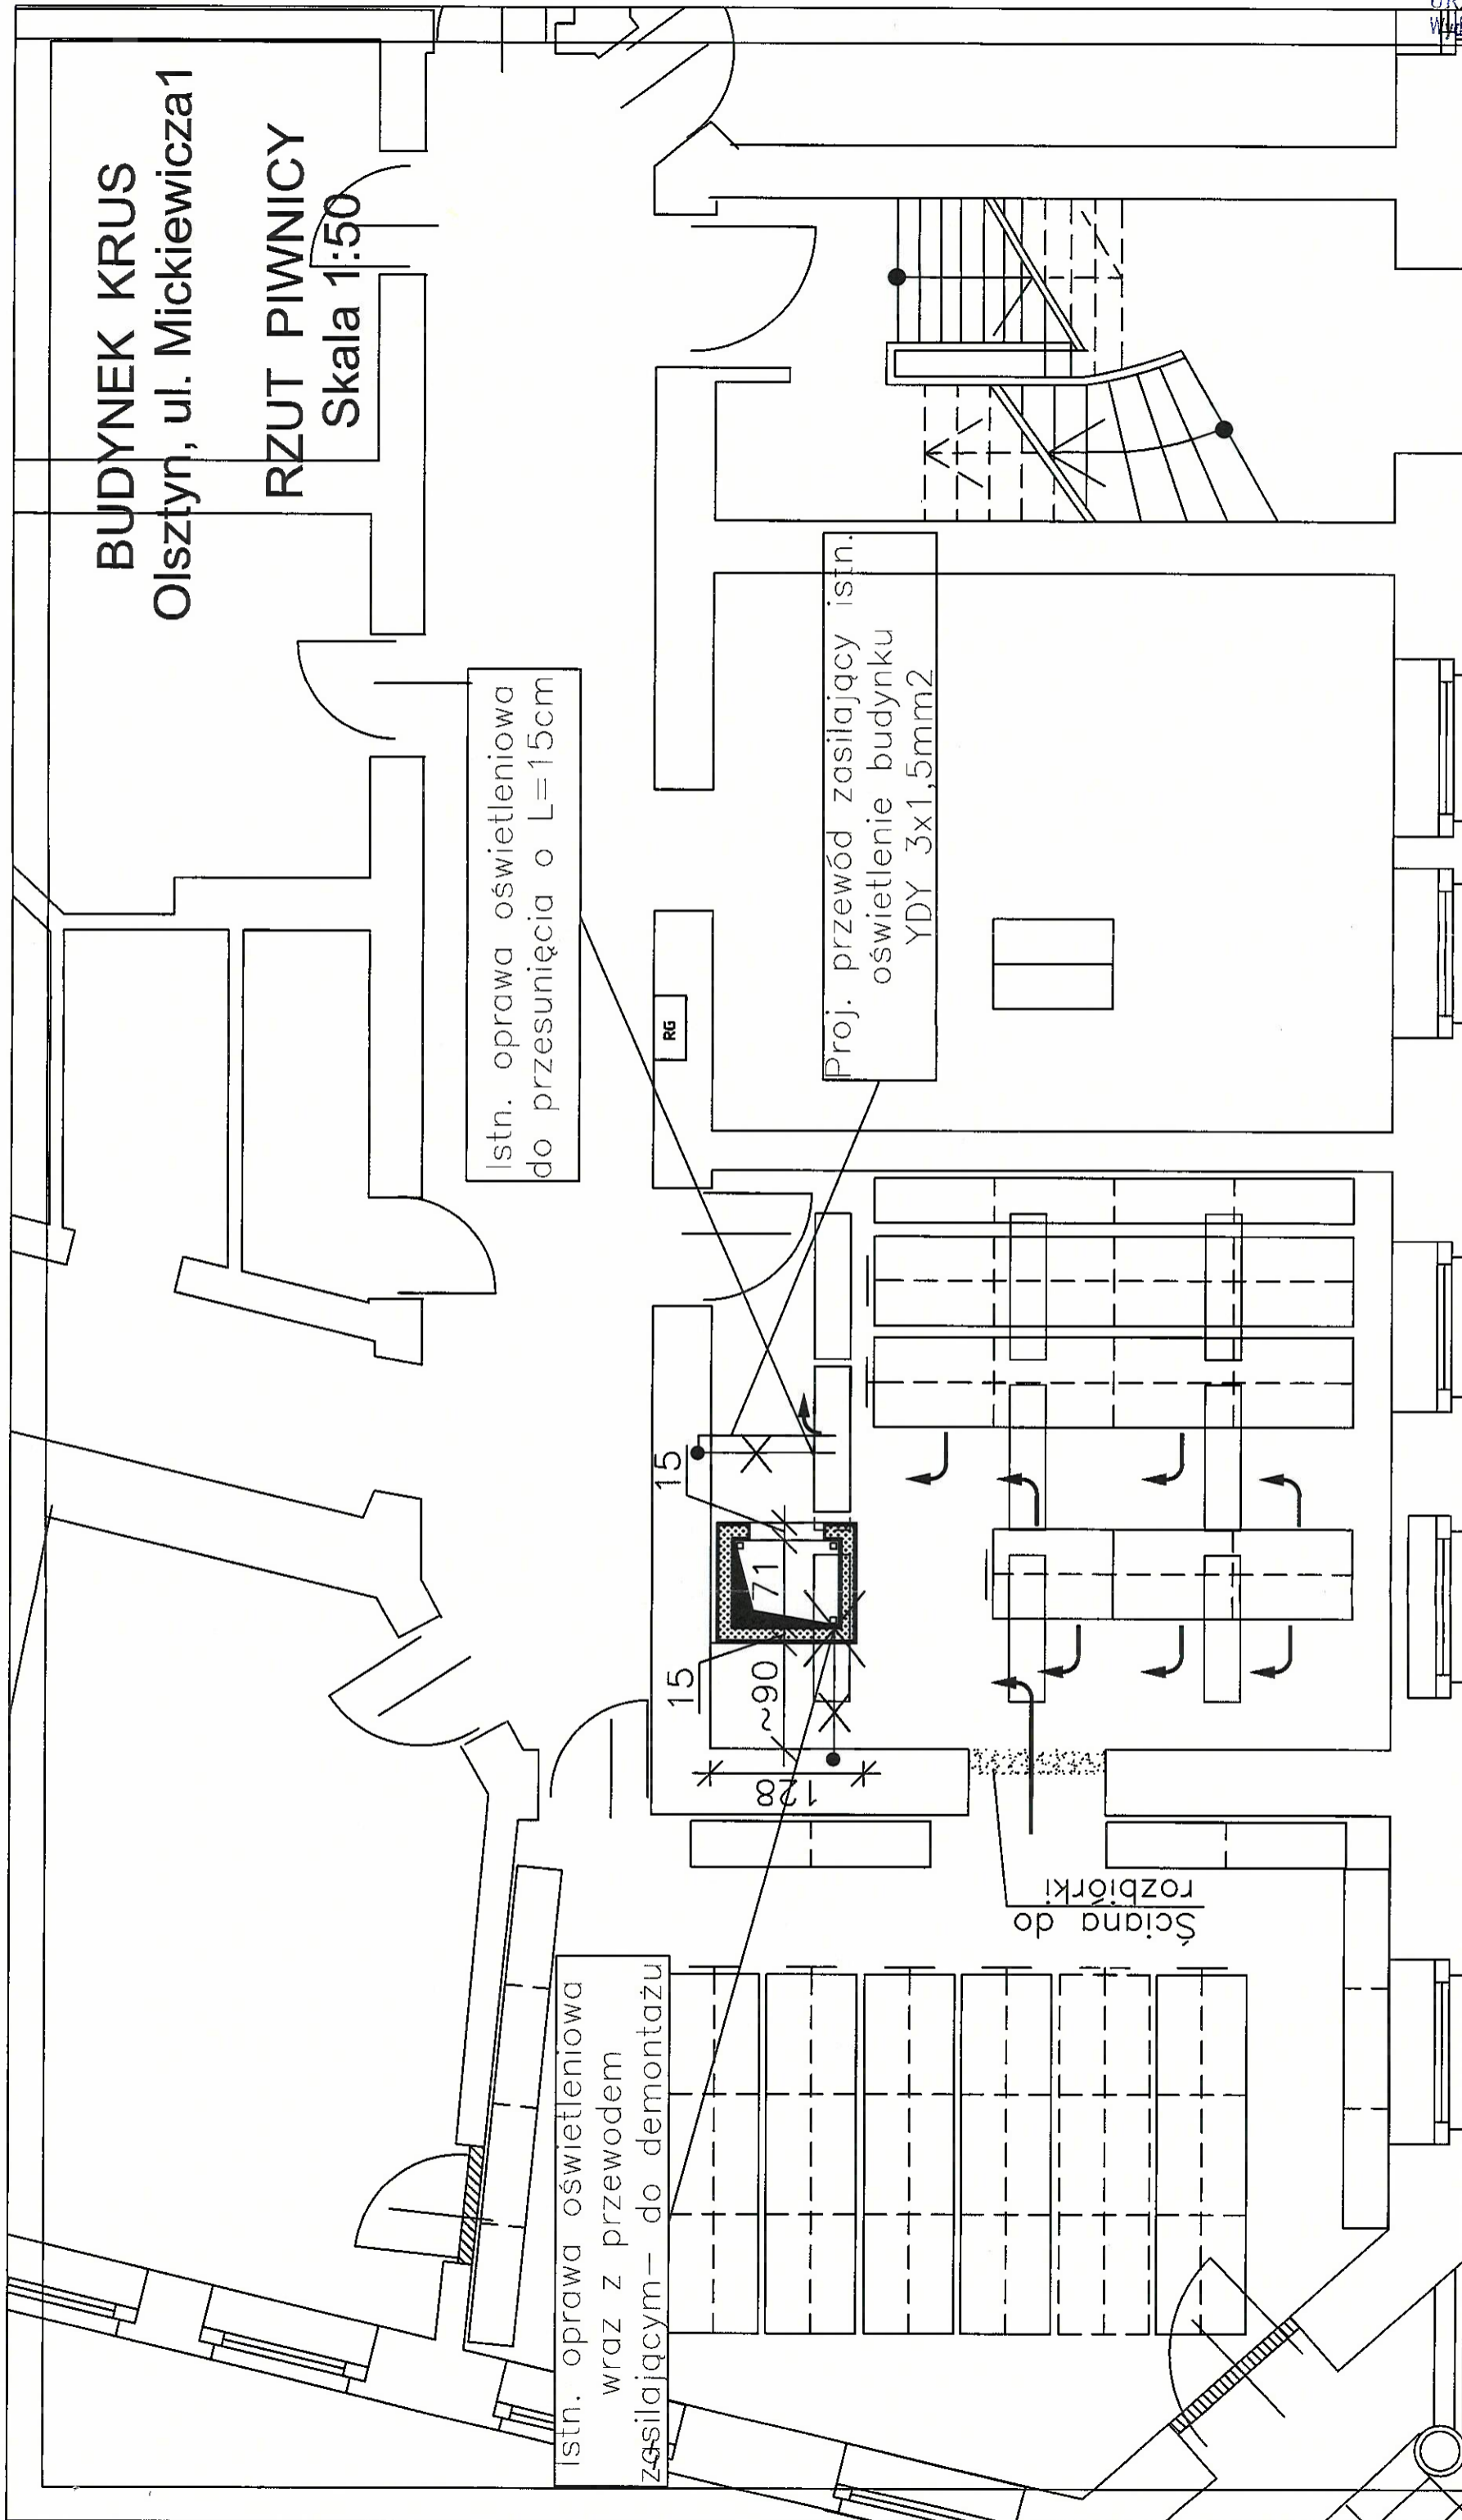 BUDYNEK KRUS
Olsztyn, ul. Mickiewicza1
RZUT PIWNICY
Skala 1:50
Istn. oprawa oświetleniowa
do przesunięcia o L=15cm
Proj. przewód zasilający istn.
oświetlenie budynku
YDY 3x1,5mm2
RG
15
71
15
~90
128
Ściana do
rozbiórki
Istn. oprawa oświetleniowa
wraz z przewodem
zasilającym- do demontażu